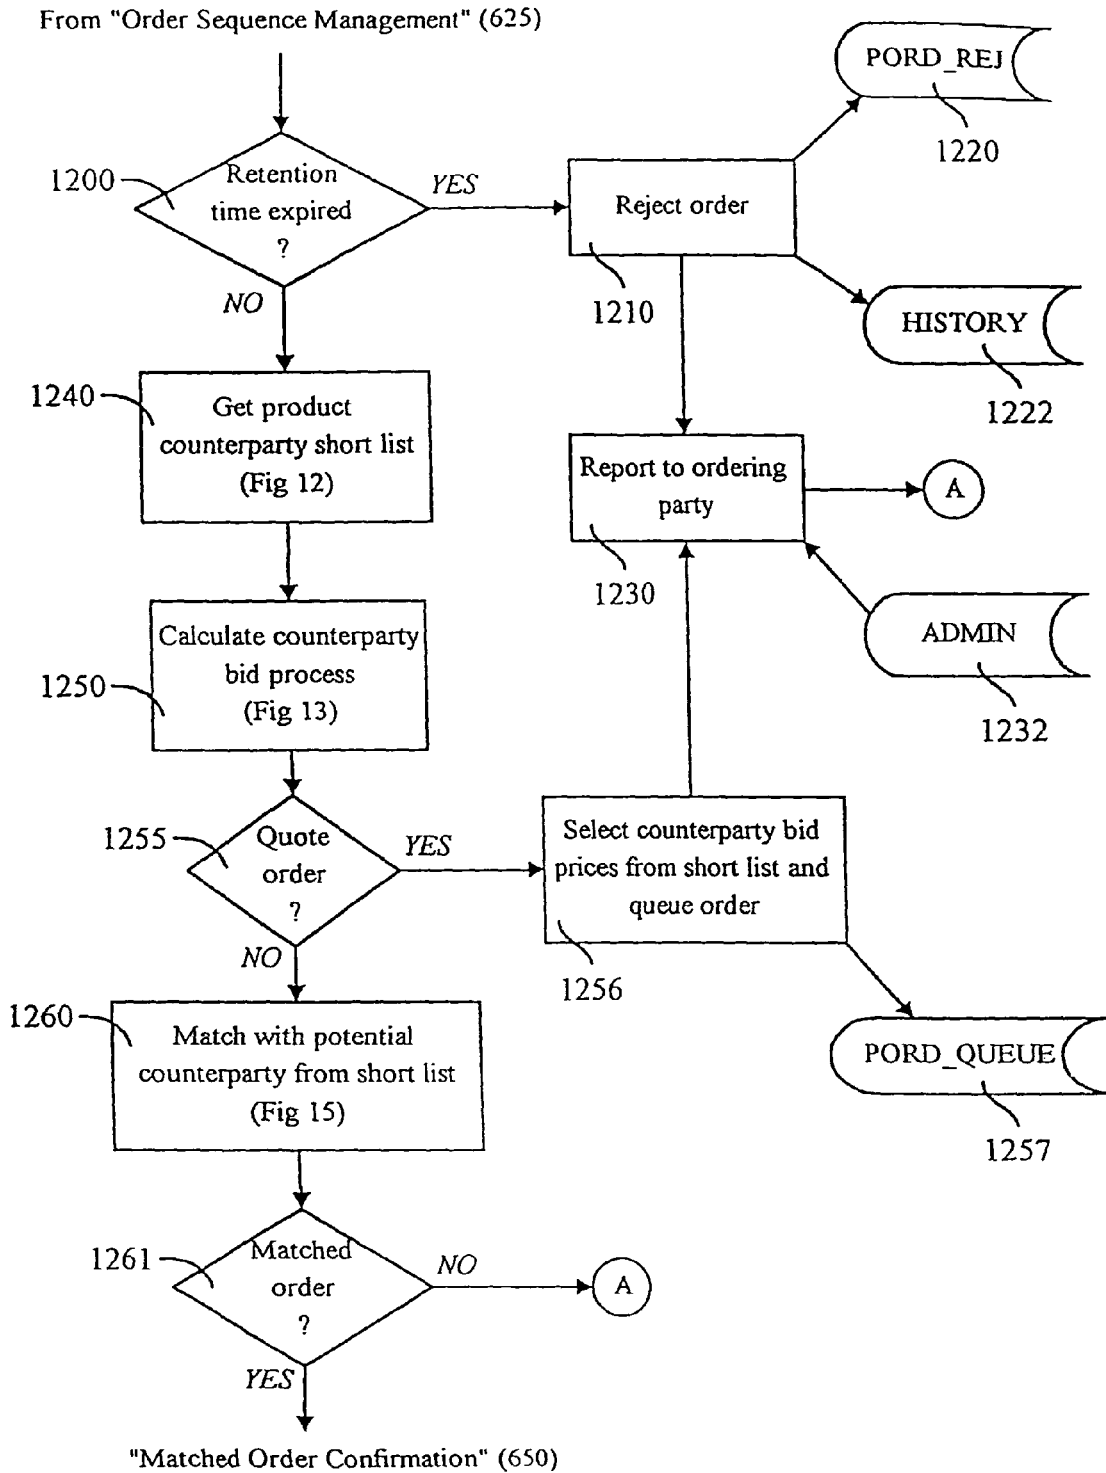 From "Order Sequence Management" (625)
PORD_REJ
1220
1200
Retention
time expired
?
YES
NO
Reject order
1210
HISTORY
1222
1240
Get product
counterparty short list
(Fig 12)
Report to ordering
party
1230
A
ADMIN
1232
1250
Calculate counterparty
bid process
(Fig 13)
1255
Quote
order
?
YES
NO
Select counterparty bid
prices from short list and
queue order
1256
PORD_QUEUE
1257
1260
Match with potential
counterparty from short list
(Fig 15)
1261
Matched
order
?
NO
A
YES
"Matched Order Confirmation" (650)